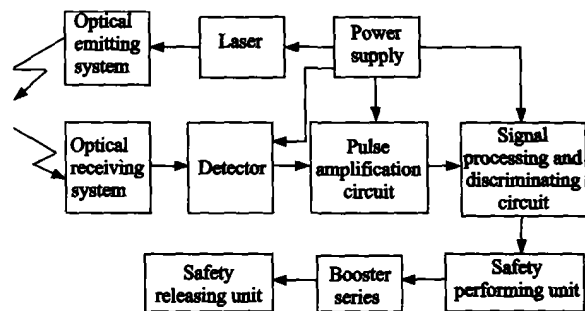 Optical
emitting
system
Laser
Power
supply
Optical
receiving
system
Detector
Pulse
amplification
circuit
Signal
processing and
discriminating
circuit
Safety
releasing unit
Booster
series
Safety
performing unit